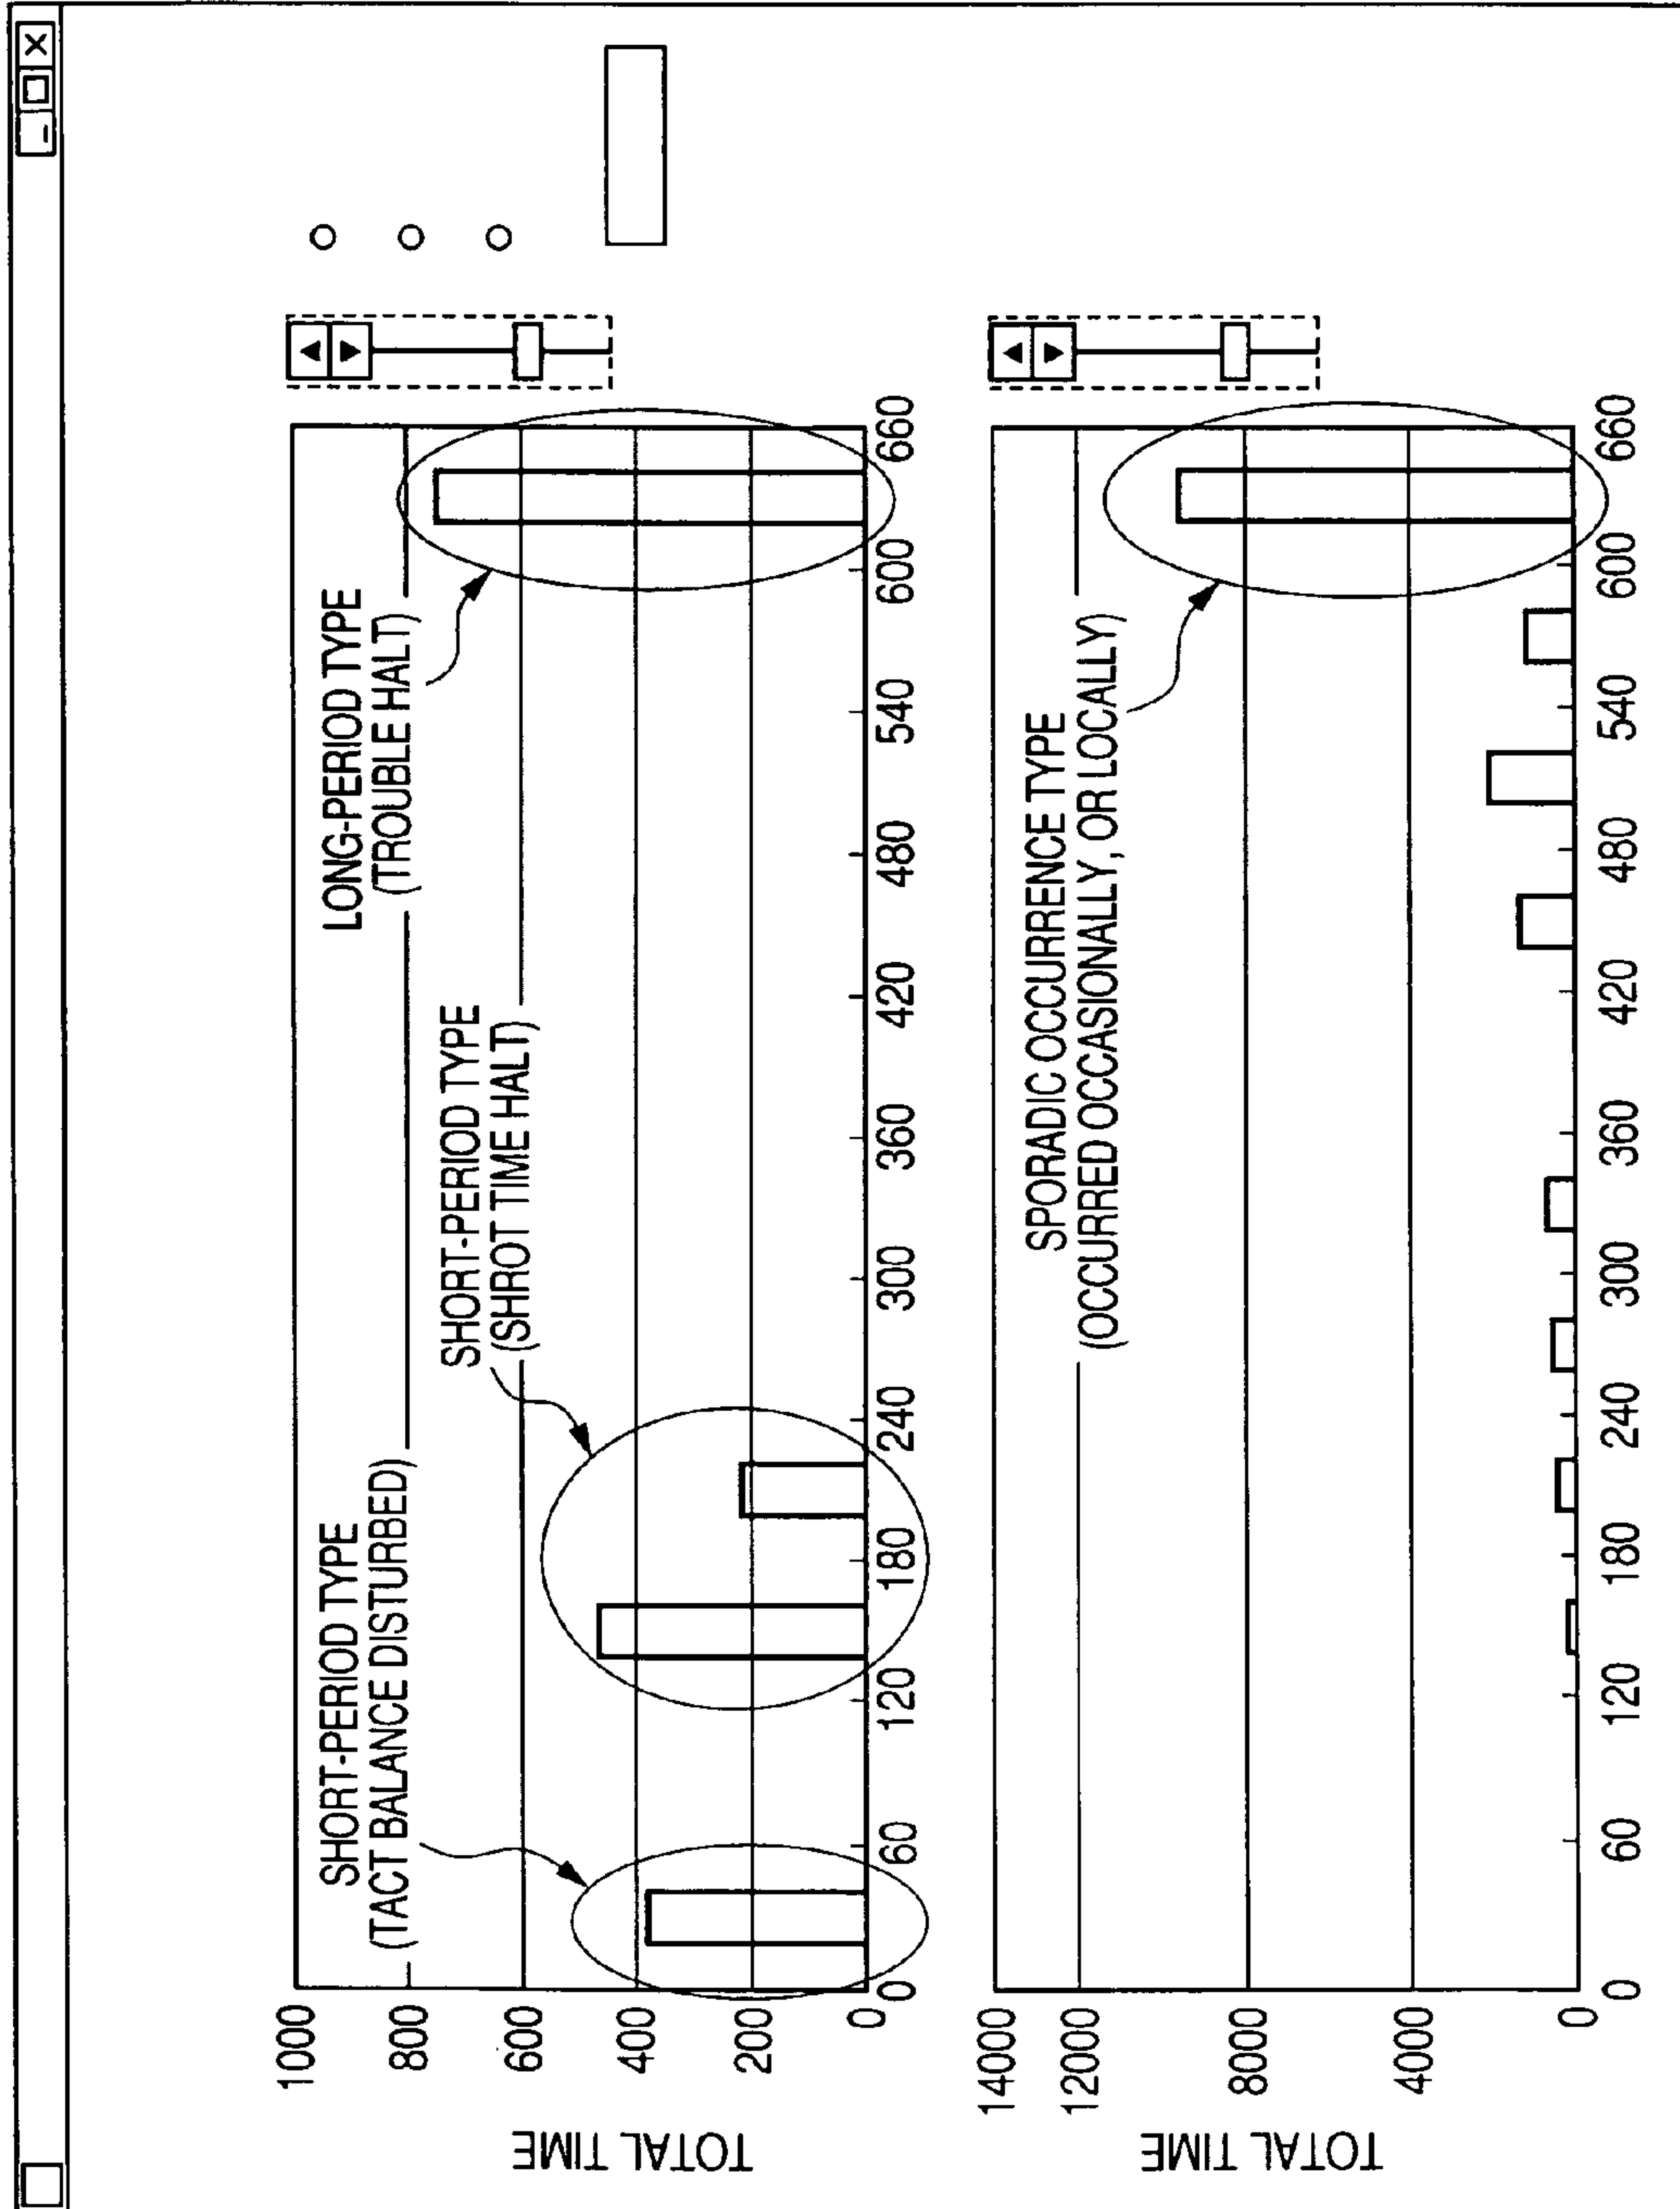 SHORT-PERIOD TYPE
(TACT BALANCE DISTURBED)
LONG-PERIOD TYPE
(TROUBLE HALT)
SHORT-PERIOD TYPE
(SHROT TIME HALT)
TOTAL TIME
1000
800
600
400
200
0
0 60 120 180 240 300 360 420 480 540 600 660
SPORADIC OCCURRENCE TYPE
(OCCURRED OCCASIONALLY, OR LOCALLY)
TOTAL TIME
14000
12000
8000
4000
0
0 60 120 180 240 300 360 420 480 540 600 660